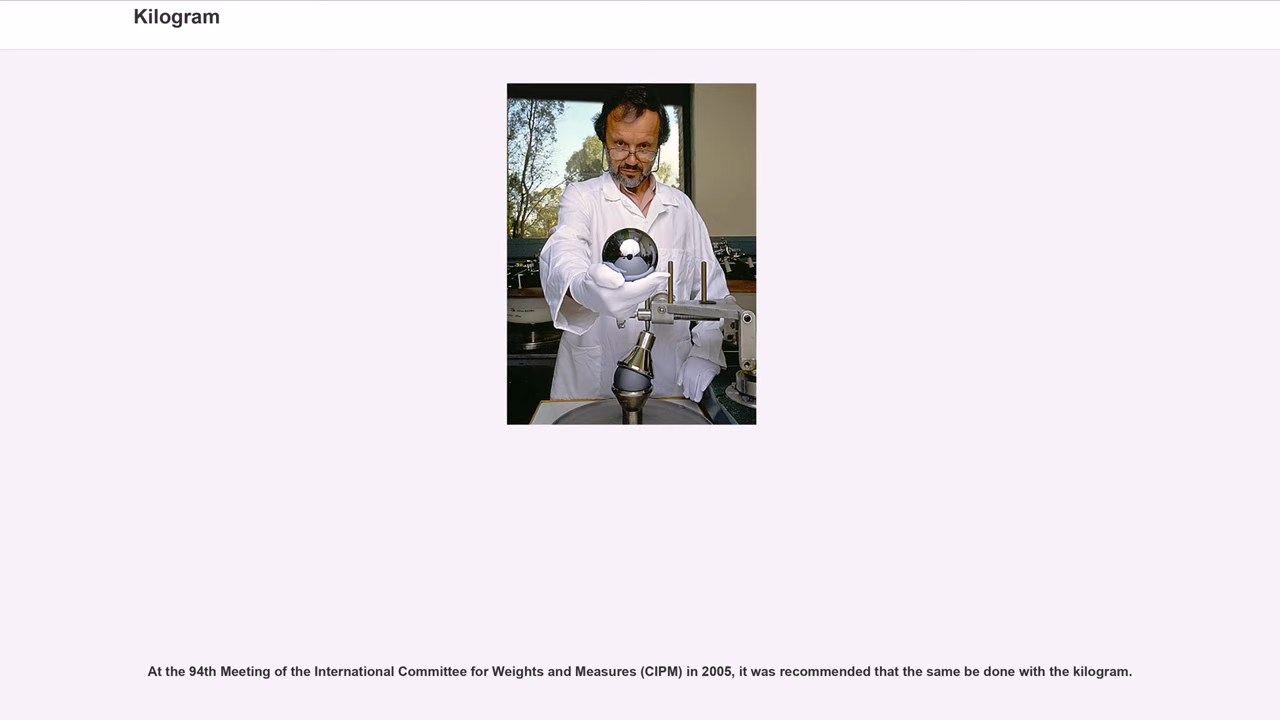 Kilogram
At the 94th Meeting of the International Committee for Weights and Measures (CIPM) in 2005, it was recommended that the same be done with the kilogram.